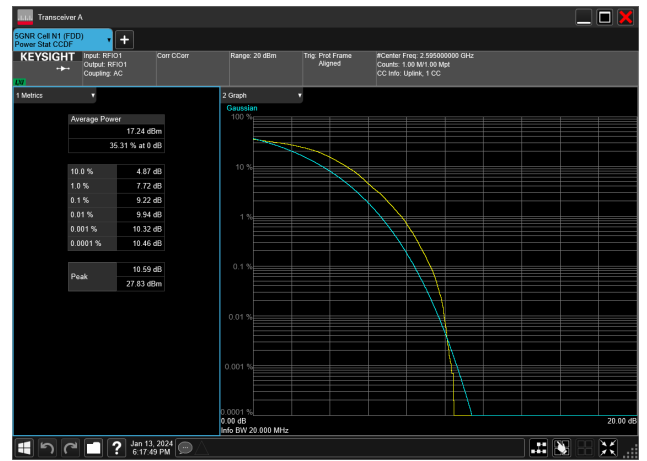 Transceiver A
5GNR Cell N1 (FDD)
Power Stat CCDF
KEYSIGHT
Input: RFIO1
Output: RFIO1
Coupling: AC
Corr CCorr
Range: 20 dBm
Trig: Prot Frame
Aligned
#Center Freq: 2.595000000 GHz
Counts: 1.00 M/1.00 Mpt
CC Info: Uplink, 1 CC
LXI
1 Metrics
Average Power
17.24 dBm
35.31 % at 0 dB
10.0 % 4.87 dB
1.0 % 7.72 dB
0.1 % 9.22 dB
0.01 % 9.94 dB
0.001 % 10.32 dB
0.0001 % 10.46 dB
Peak 10.59 dB
27.83 dBm
2 Graph
Gaussian
100 %
10 %
1 %
0.1 %
0.01 %
0.001 %
0.0001 %
0.00 dB 20.00 dB
Info BW 20.000 MHz
Jan 13, 2024
6:17:49 PM